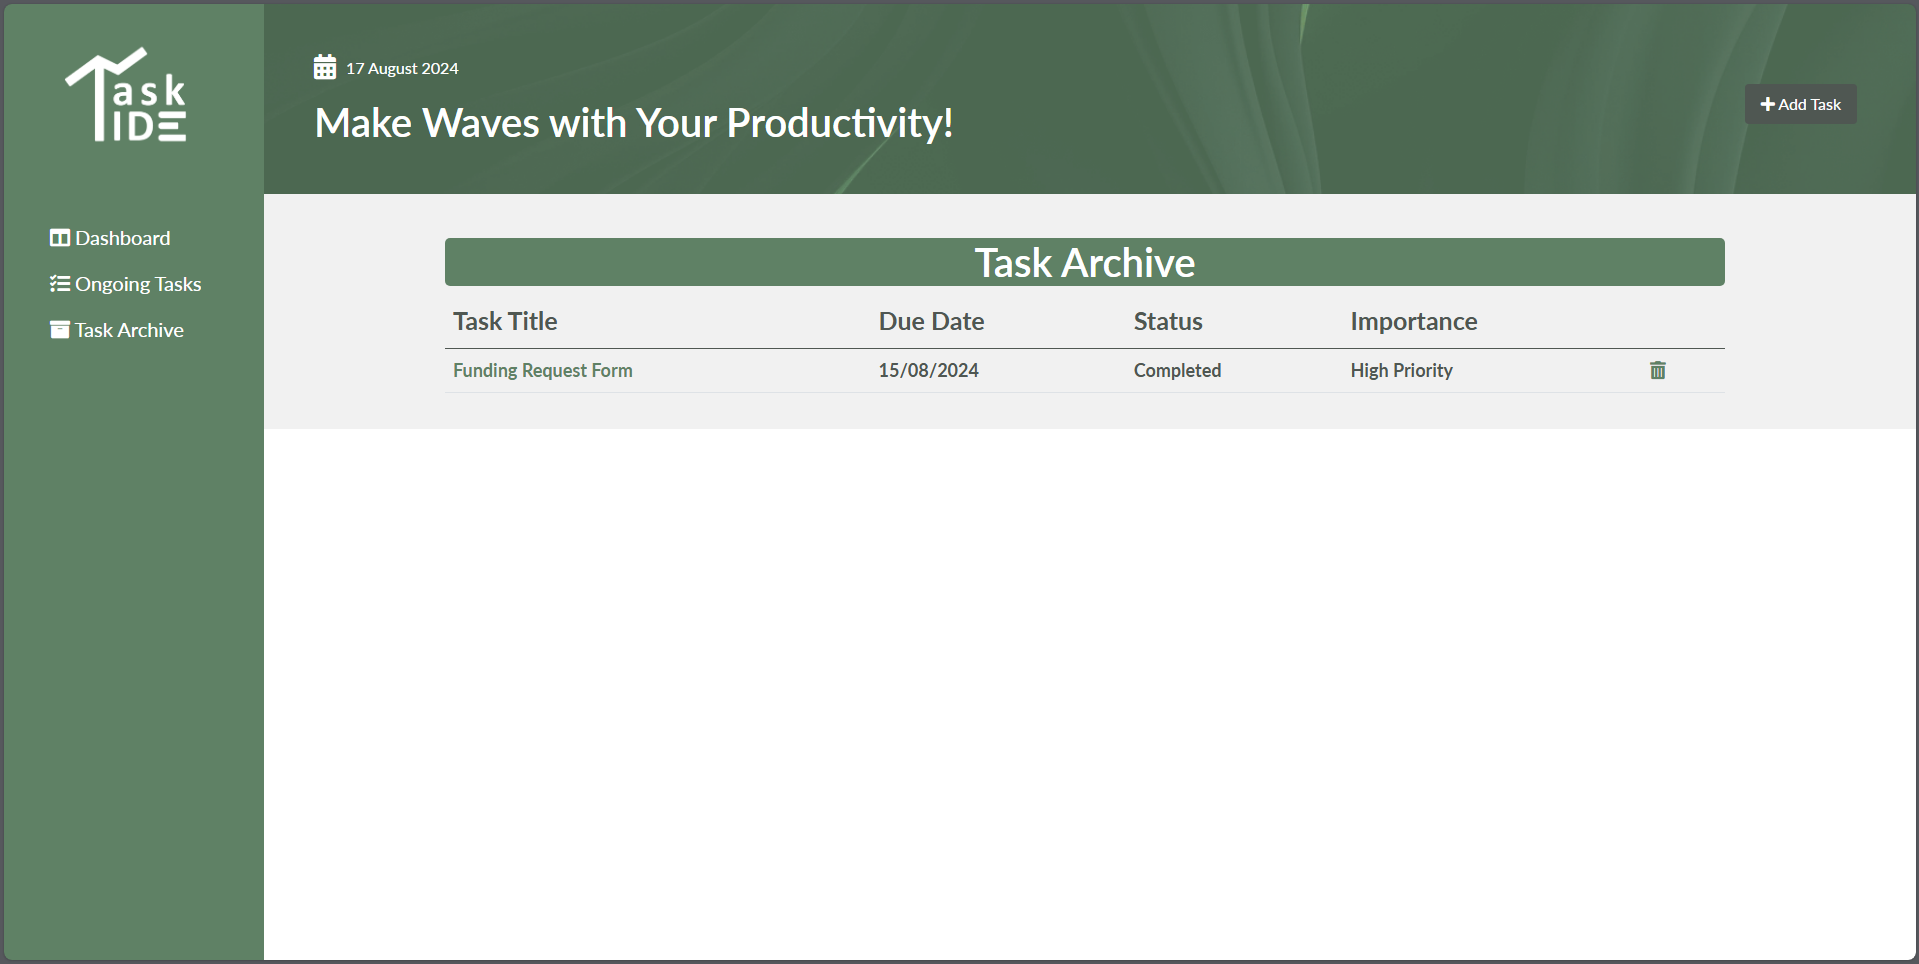 Task
TIDE
Dashboard
Ongoing Tasks
Task Archive
17 August 2024
Make Waves with Your Productivity!
Add Task
Task Archive
Task Title Due Date Status Importance
Funding Request Form 15/08/2024 Completed High Priority